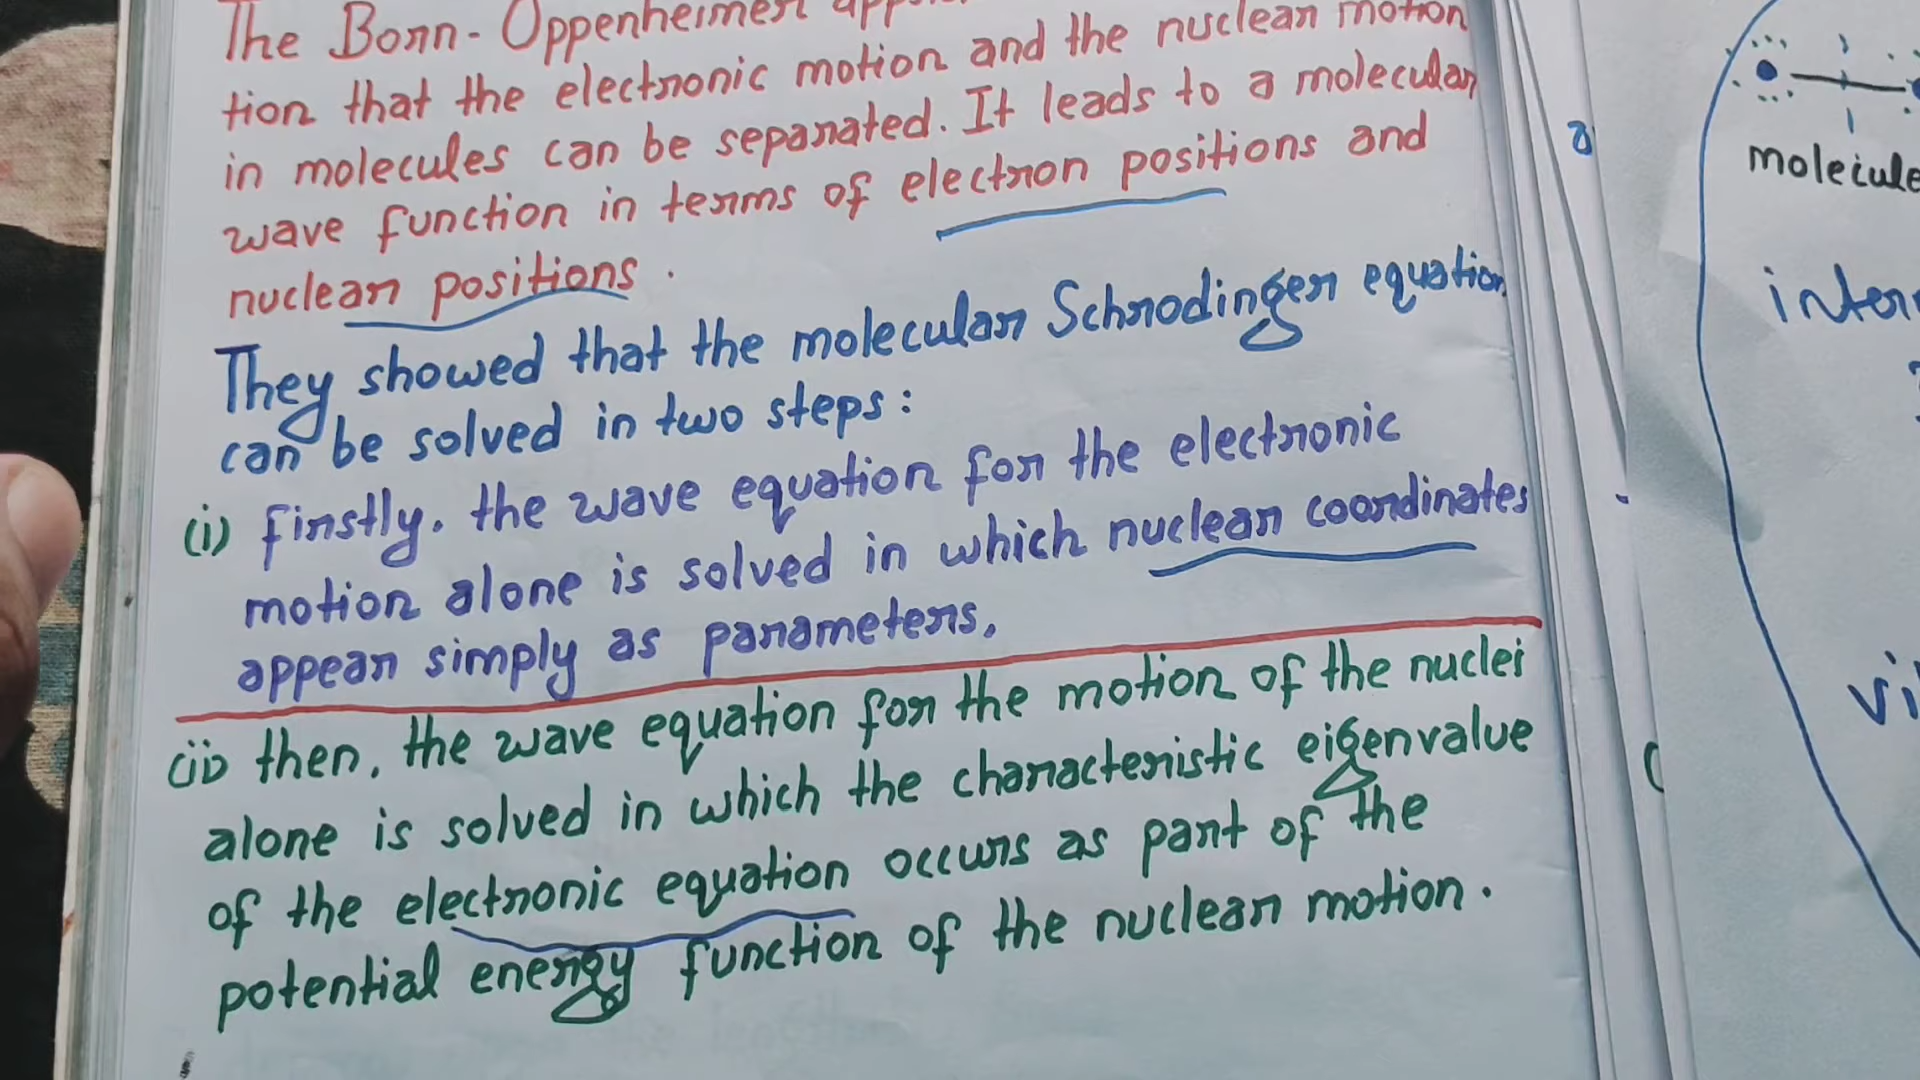 The Born-Oppenheimer
tion that the electronic motion and the nuclear motion
in molecules can be separated. It leads to a molecular
wave function in terms of electron positions and
nuclear positions.
They showed that the molecular Schrodinger equation
can be solved in two steps:
(i) firstly, the wave equation for the electronic
motion alone is solved in which nuclear coordinates
appear simply as parameters.
(ii) then, the wave equation for the motion of the nuclei
alone is solved in which the characteristic eigenvalue
of the electronic equation occurs as part of the
potential energy function of the nuclear motion.
molecule